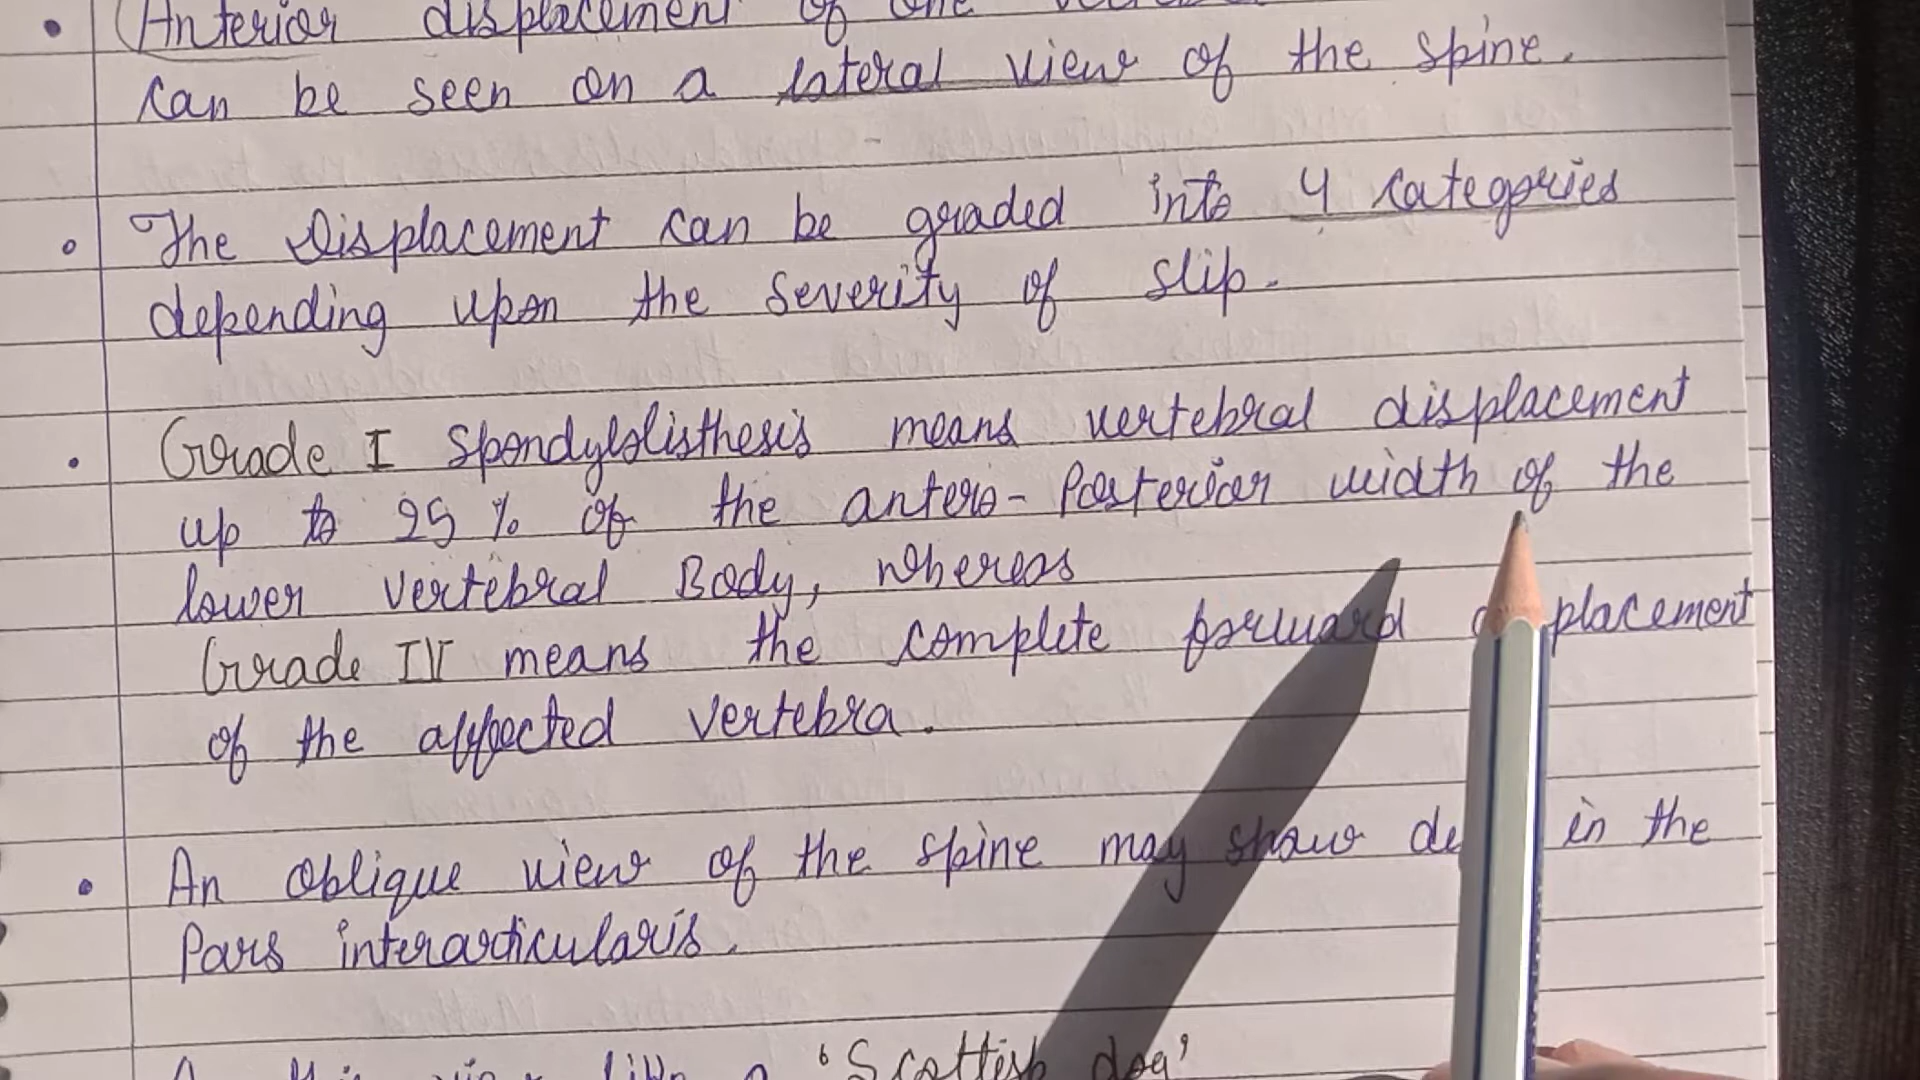 (Anterior displacement of one
can be seen on a lateral view of the spine.
The Displacement can be graded into 4 categories
depending upon the severity of slip.
Grade I Spondylolisthesis means vertebral displacement
up to 25 % of the antero-Posterior width of the
lower vertebral Body, whereas
Grade IV means the complete forward placement
of the affected vertebra.
An oblique view of the spine may show de in the
Pars interarticularis.
'Scottish dog'